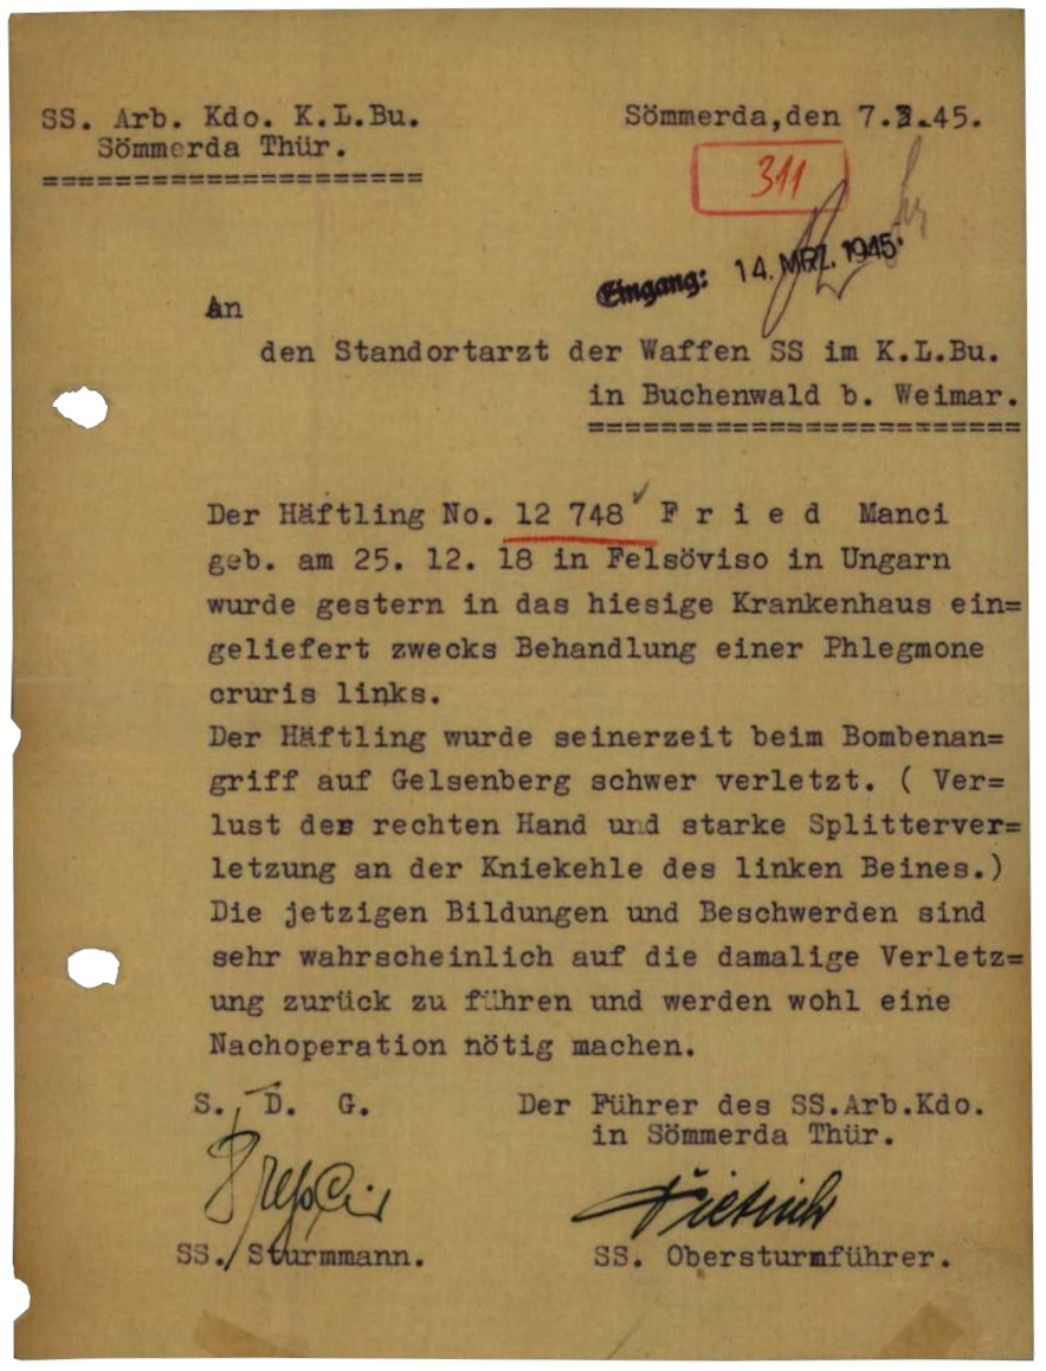 SS. Arb. Kdo. K.L.Bu.
Sömmerda Thür.
=====================
Sömmerda,den 7.3.45.
311
Eingang: 14. MRZ. 1945
An
den Standortarzt der Waffen SS im K.L.Bu.
in Buchenwald b. Weimar.
========================
Der Häftling No. 12 748 F r i e d Manci
geb. am 25. 12. 18 in Felsöviso in Ungarn
wurde gestern in das hiesige Krankenhaus ein=
geliefert zwecks Behandlung einer Phlegmone
cruris links.
Der Häftling wurde seinerzeit beim Bombenan=
griff auf Gelsenberg schwer verletzt. ( Ver=
lust der rechten Hand und starke Splitterver=
letzung an der Kniekehle des linken Beines.)
Die jetzigen Bildungen und Beschwerden sind
sehr wahrscheinlich auf die damalige Verletz=
ung zurück zu führen und werden wohl eine
Nachoperation nötig machen.
S. D. G.
SS. Sturmmann.
Der Führer des SS.Arb.Kdo.
in Sömmerda Thür.
Dietrich
SS. Obersturmführer.